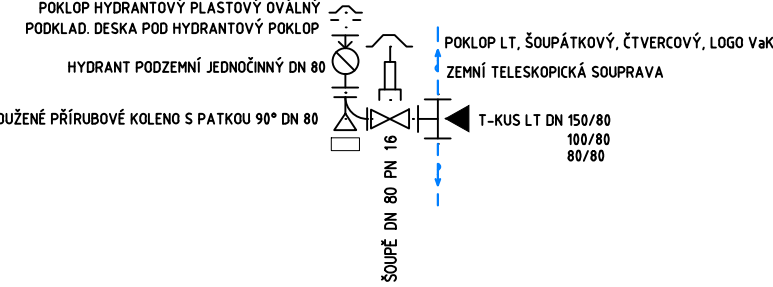 POKLOP HYDRANTOVÝ PLASTOVÝ OVÁLNÝ
PODKLAD. DESKA POD HYDRANTOVÝ POKLOP
HYDRANT PODZEMNÍ JEDNOČINNÝ DN 80
PŘÍRUBOVÉ KOLENO S PATKOU 90° DN 80
POKLOP LT, ŠOUPÁTKOVÝ, ČTVERCOVÝ, LOGO VaK
ZEMNÍ TELESKOPICKÁ SOUPRAVA
T-KUS LT DN 150/80
100/80
80/80
ŠOUPĚ DN 80 PN 16